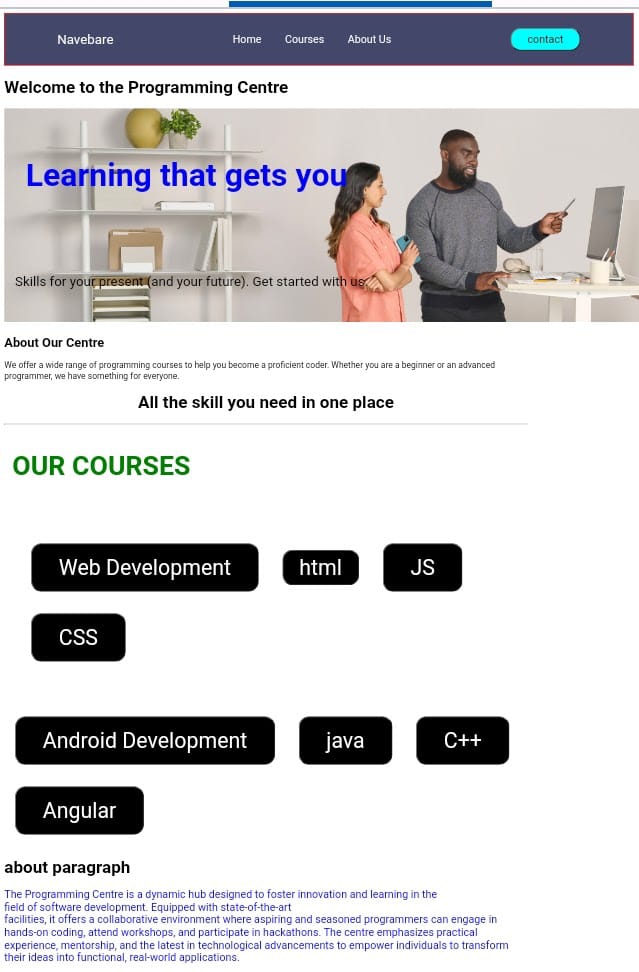 Navebare Home Courses About Us contact
Welcome to the Programming Centre
Learning that gets you
Skills for your present (and your future). Get started with us.
About Our Centre
We offer a wide range of programming courses to help you become a proficient coder. Whether you are a beginner or an advanced
programmer, we have something for everyone.
All the skill you need in one place
OUR COURSES
Web Development html JS
CSS
Android Development java C++
Angular
about paragraph
The Programming Centre is a dynamic hub designed to foster innovation and learning in the
field of software development. Equipped with state-of-the-art
facilities, it offers a collaborative environment where aspiring and seasoned programmers can engage in
hands-on coding, attend workshops, and participate in hackathons. The centre emphasizes practical
experience, mentorship, and the latest in technological advancements to empower individuals to transform
their ideas into functional, real-world applications.